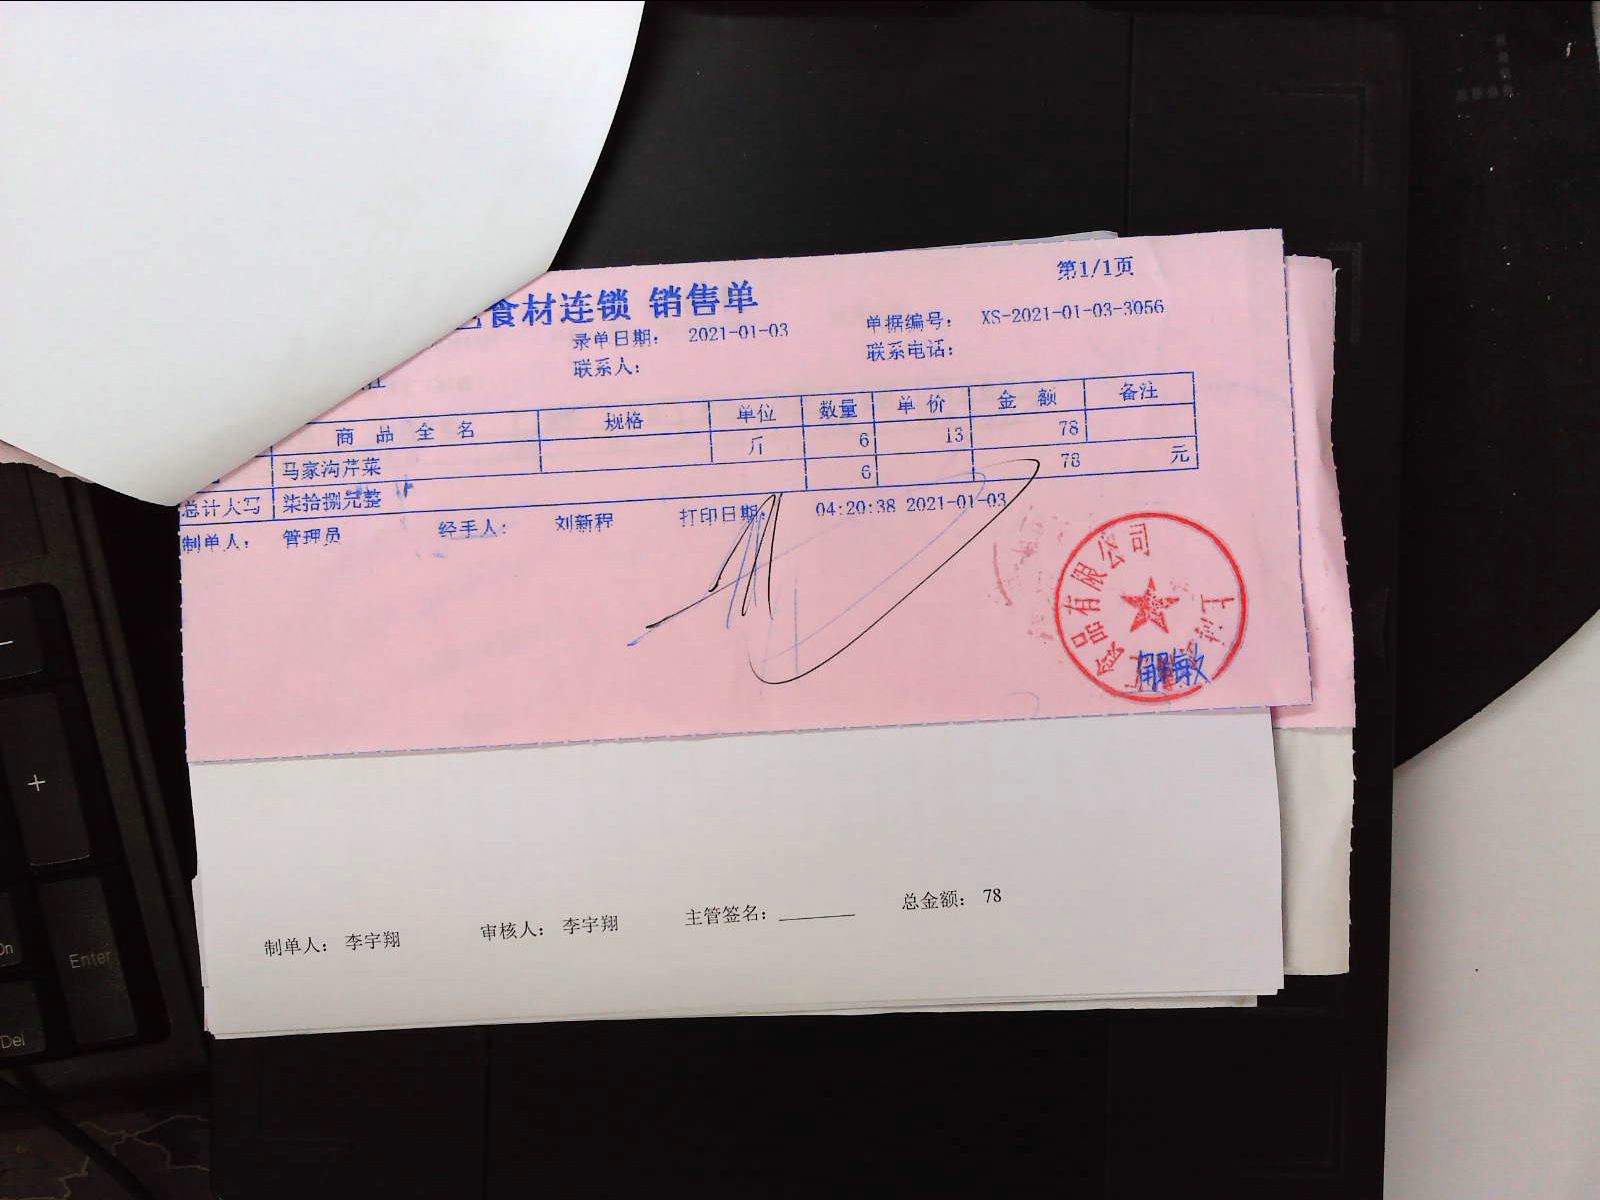 食材连锁 销售单
第1/1页
录单日期: 2021-01-03
单据编号: XS-2021-01-03-3056
联系人:
联系电话:
商品全名 规格 单位 数量 单价 金额 备注
马家沟芹菜 斤 6 13 78
6 78 元
总计大写 柒拾捌元整
制单人: 管理员 经手人: 刘新程 打印日期: 04:20:38 2021-01-03
上海
食品有限公司
制单人: 李宇翔 审核人: 李宇翔 主管签名: 总金额: 78
+
Enter
Del